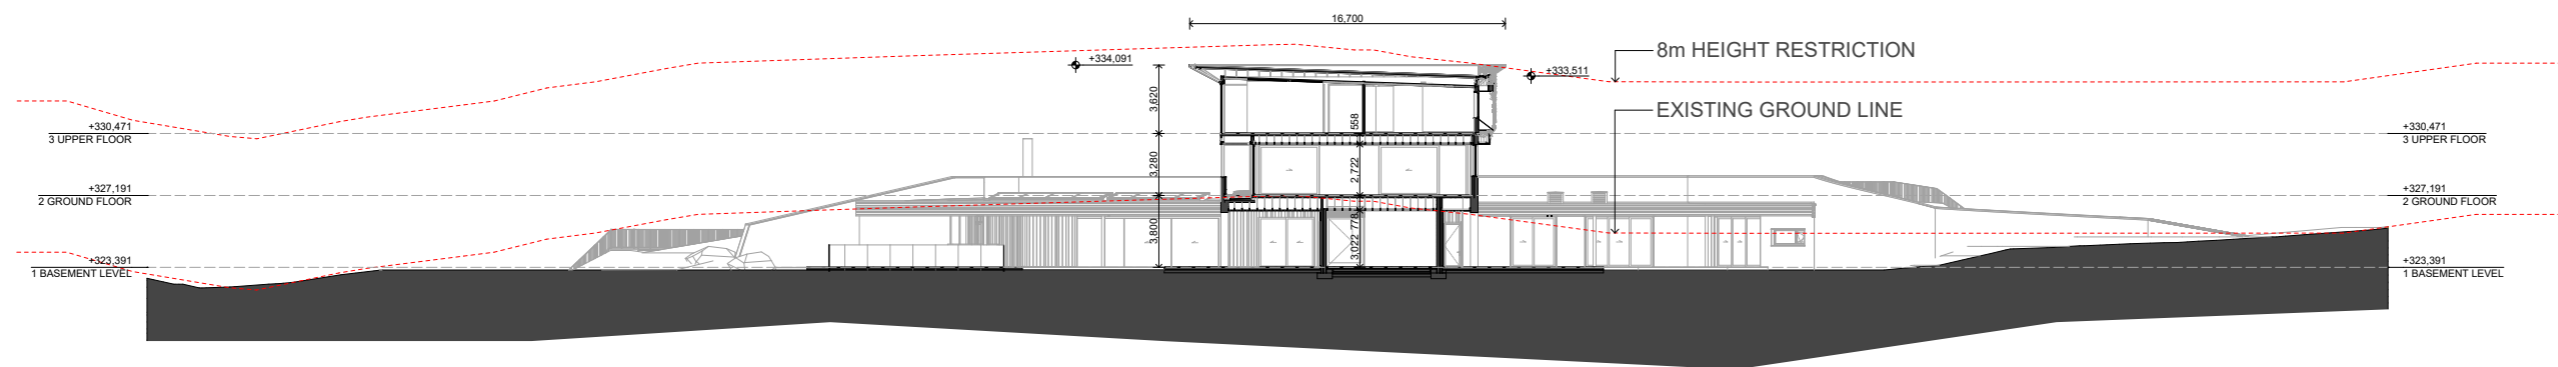 16,700
8m HEIGHT RESTRICTION
+334,091
+333,511
3,620
EXISTING GROUND LINE
+330,471
3 UPPER FLOOR
558
+330,471
3 UPPER FLOOR
3,280
2,722
+327,191
2 GROUND FLOOR
+327,191
2 GROUND FLOOR
3,800
778
3,022
+323,391
1 BASEMENT LEVEL
+323,391
1 BASEMENT LEVEL